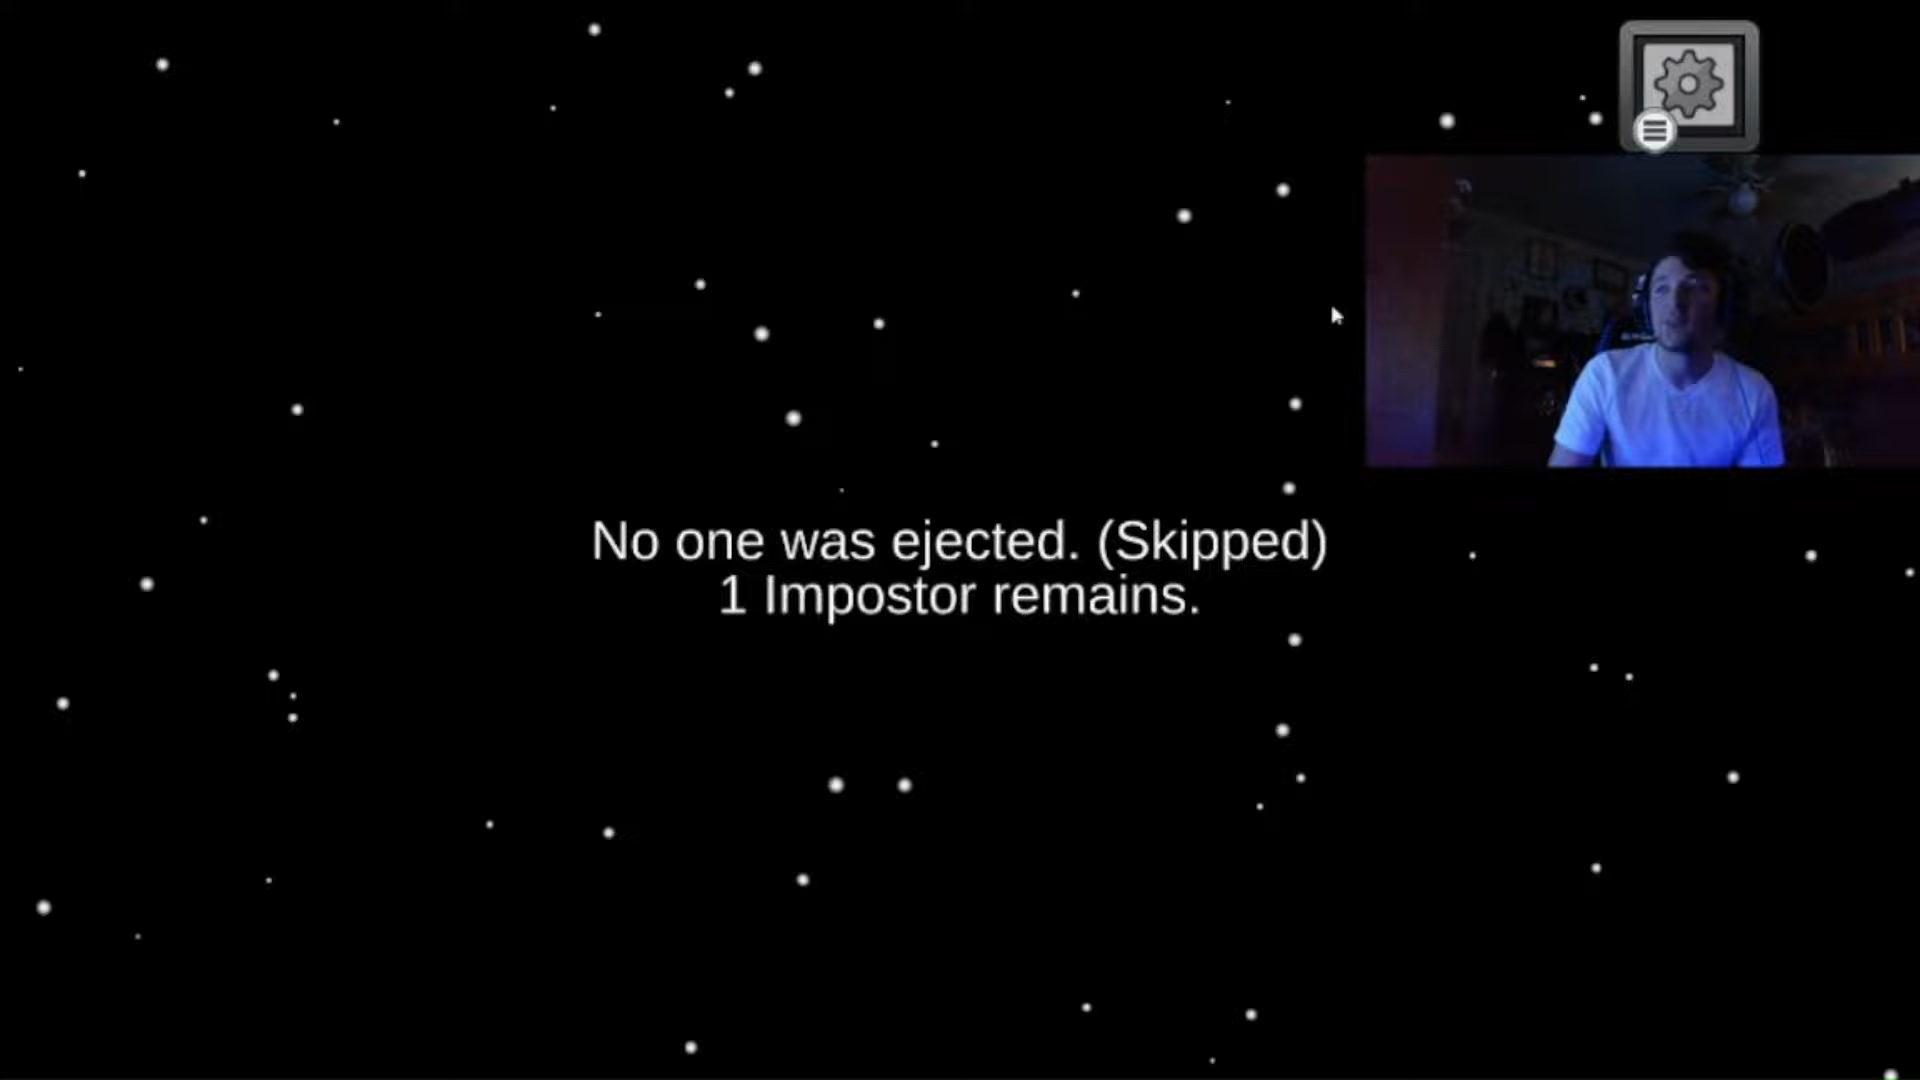 No one was ejected. (Skipped)
1 Impostor remains.